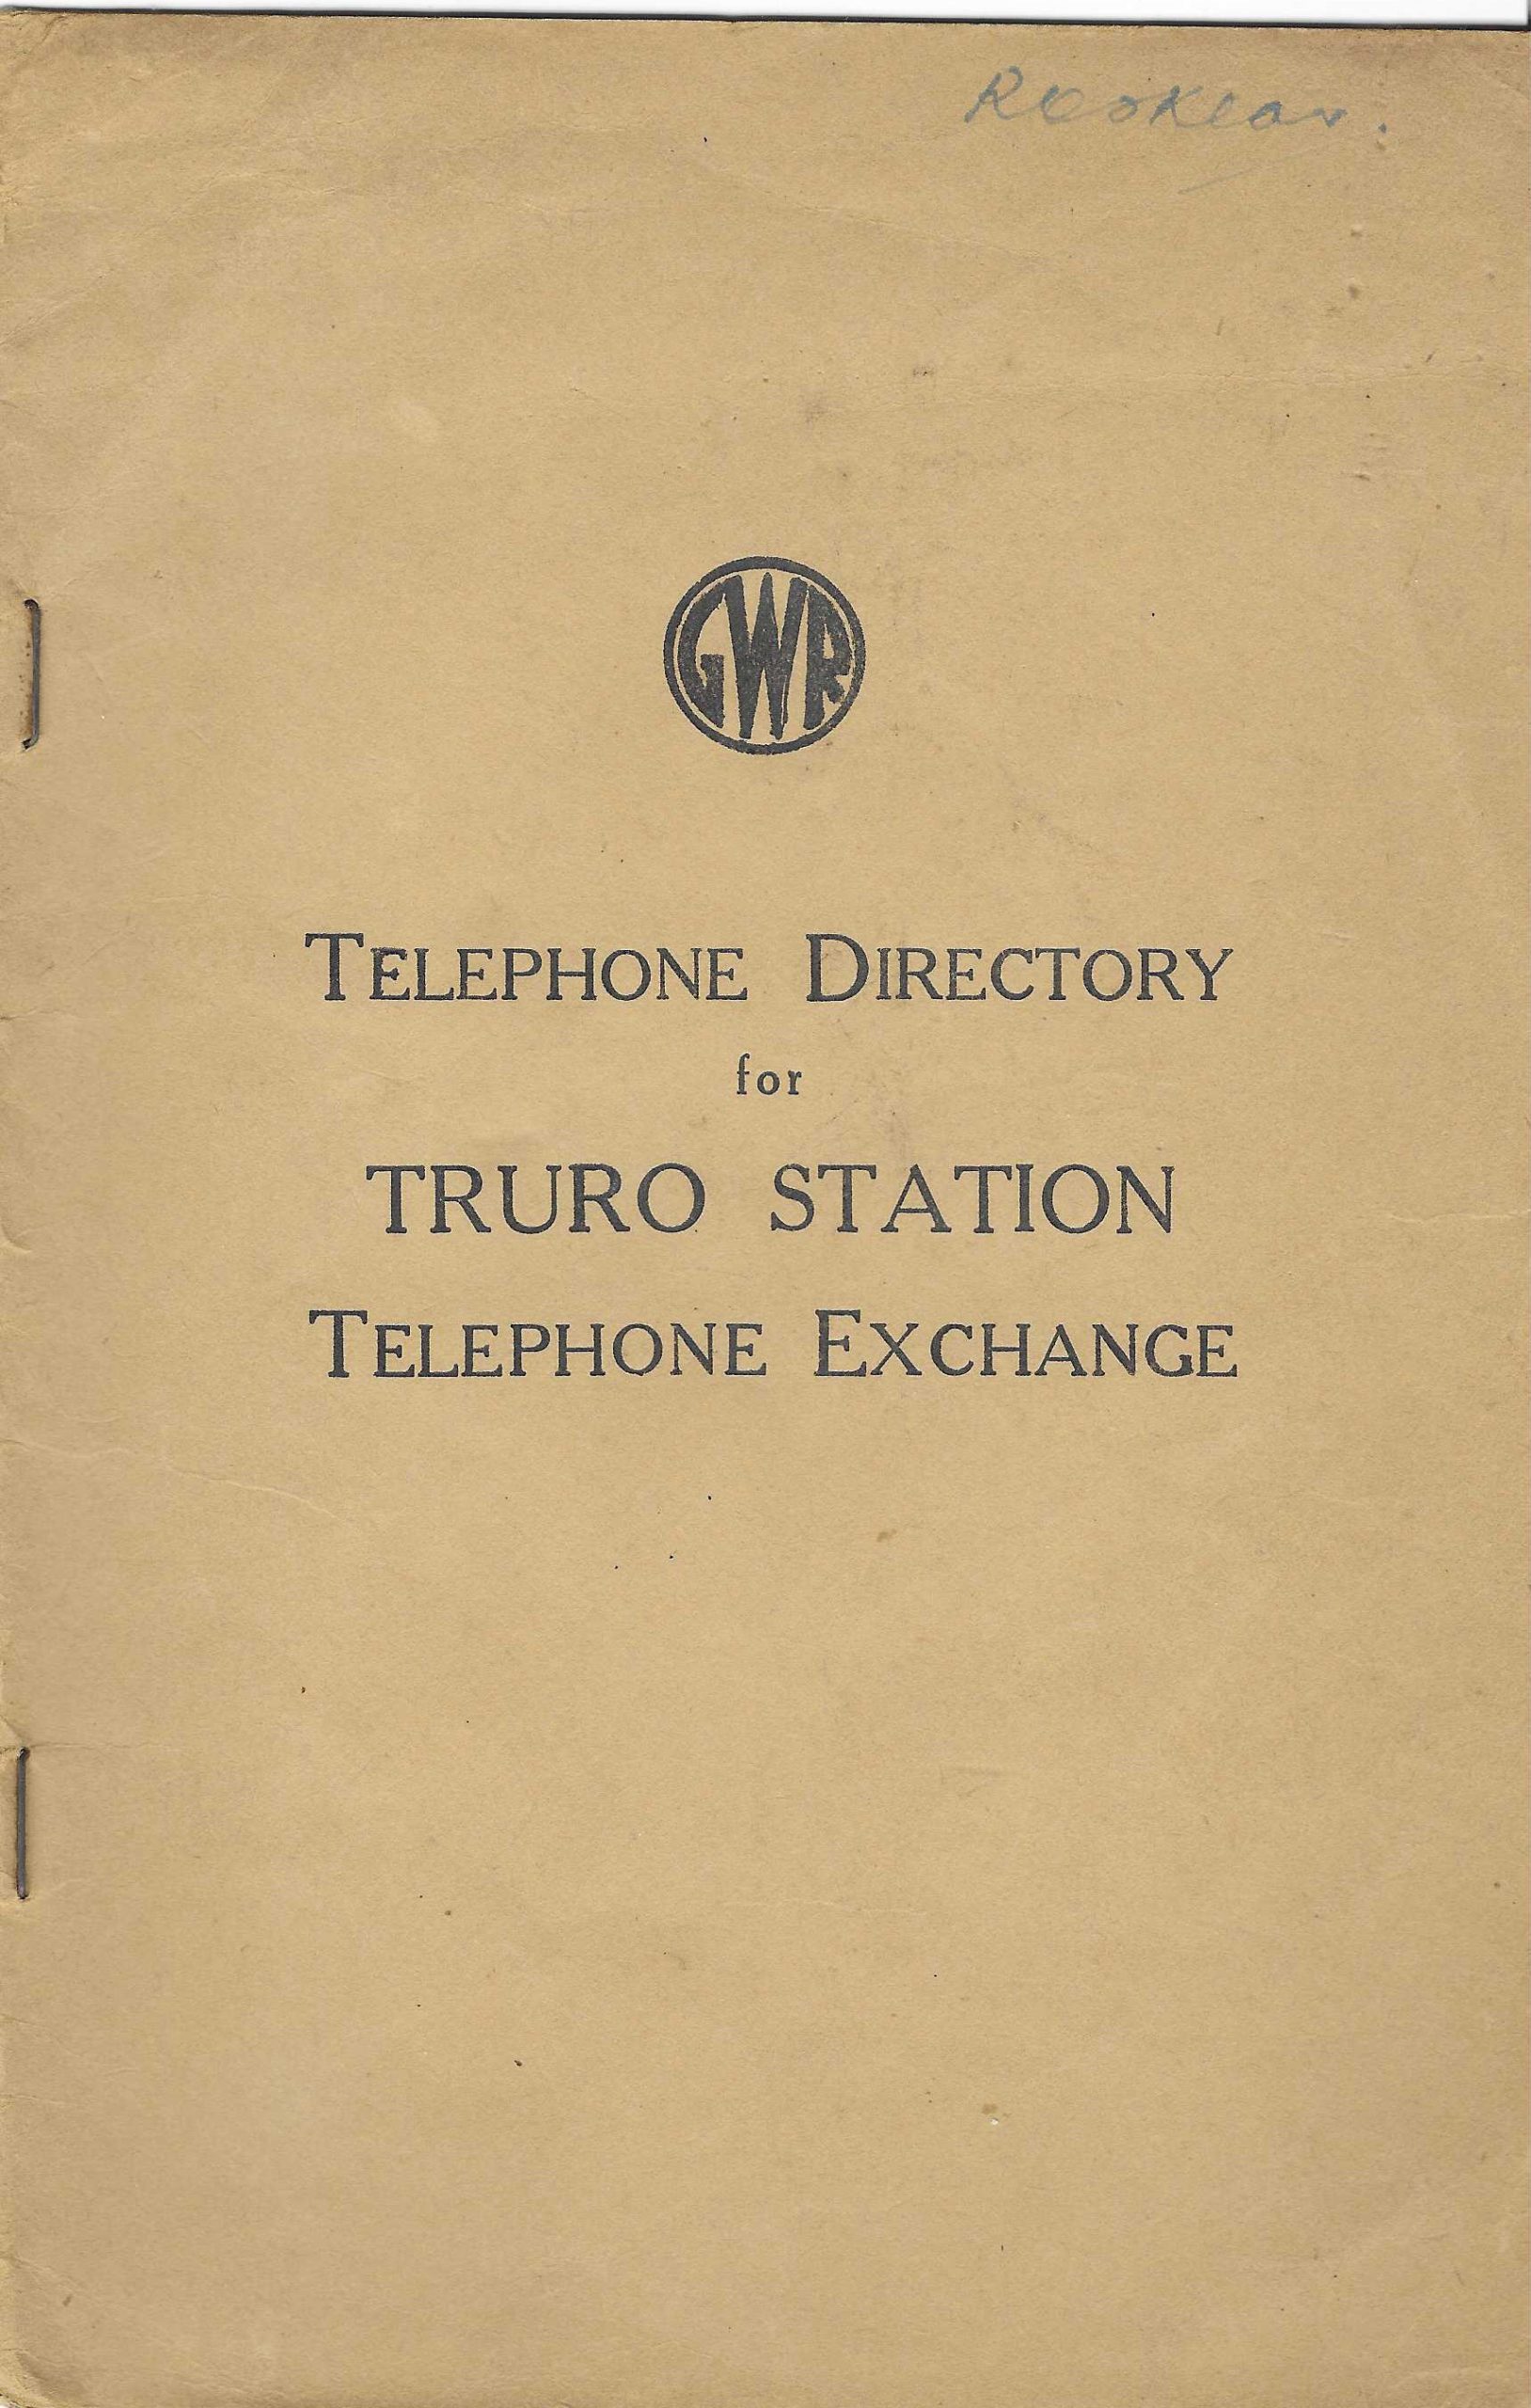 GWR
TELEPHONE DIRECTORY
for
TRURO STATION
TELEPHONE EXCHANGE